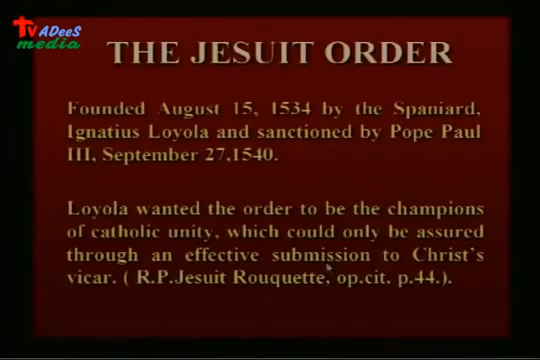 TV ADeeS
media
THE JESUIT ORDER
Founded August 15, 1534 by the Spaniard,
Ignatius Loyola and sanctioned by Pope Paul
III, September 27,1540.
Loyola wanted the order to be the champions
of catholic unity, which could only be assured
through an effective submission to Christ's
vicar. ( R.P.Jesuit Rouquette, op.cit. p.44.).